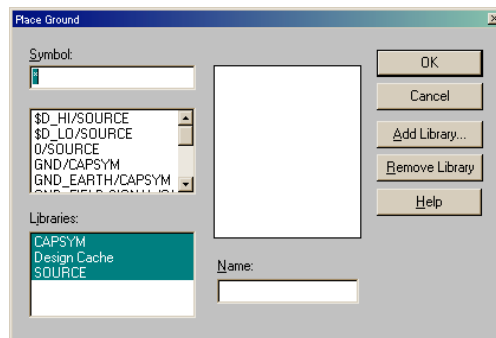 Place Ground
Symbol:
*
$D_HI/SOURCE
$D_LO/SOURCE
0/SOURCE
GND/CAPSYM
GND_EARTH/CAPSYM
Libraries:
CAPSYM
Design Cache
SOURCE
Name:
OK
Cancel
Add Library...
Remove Library
Help